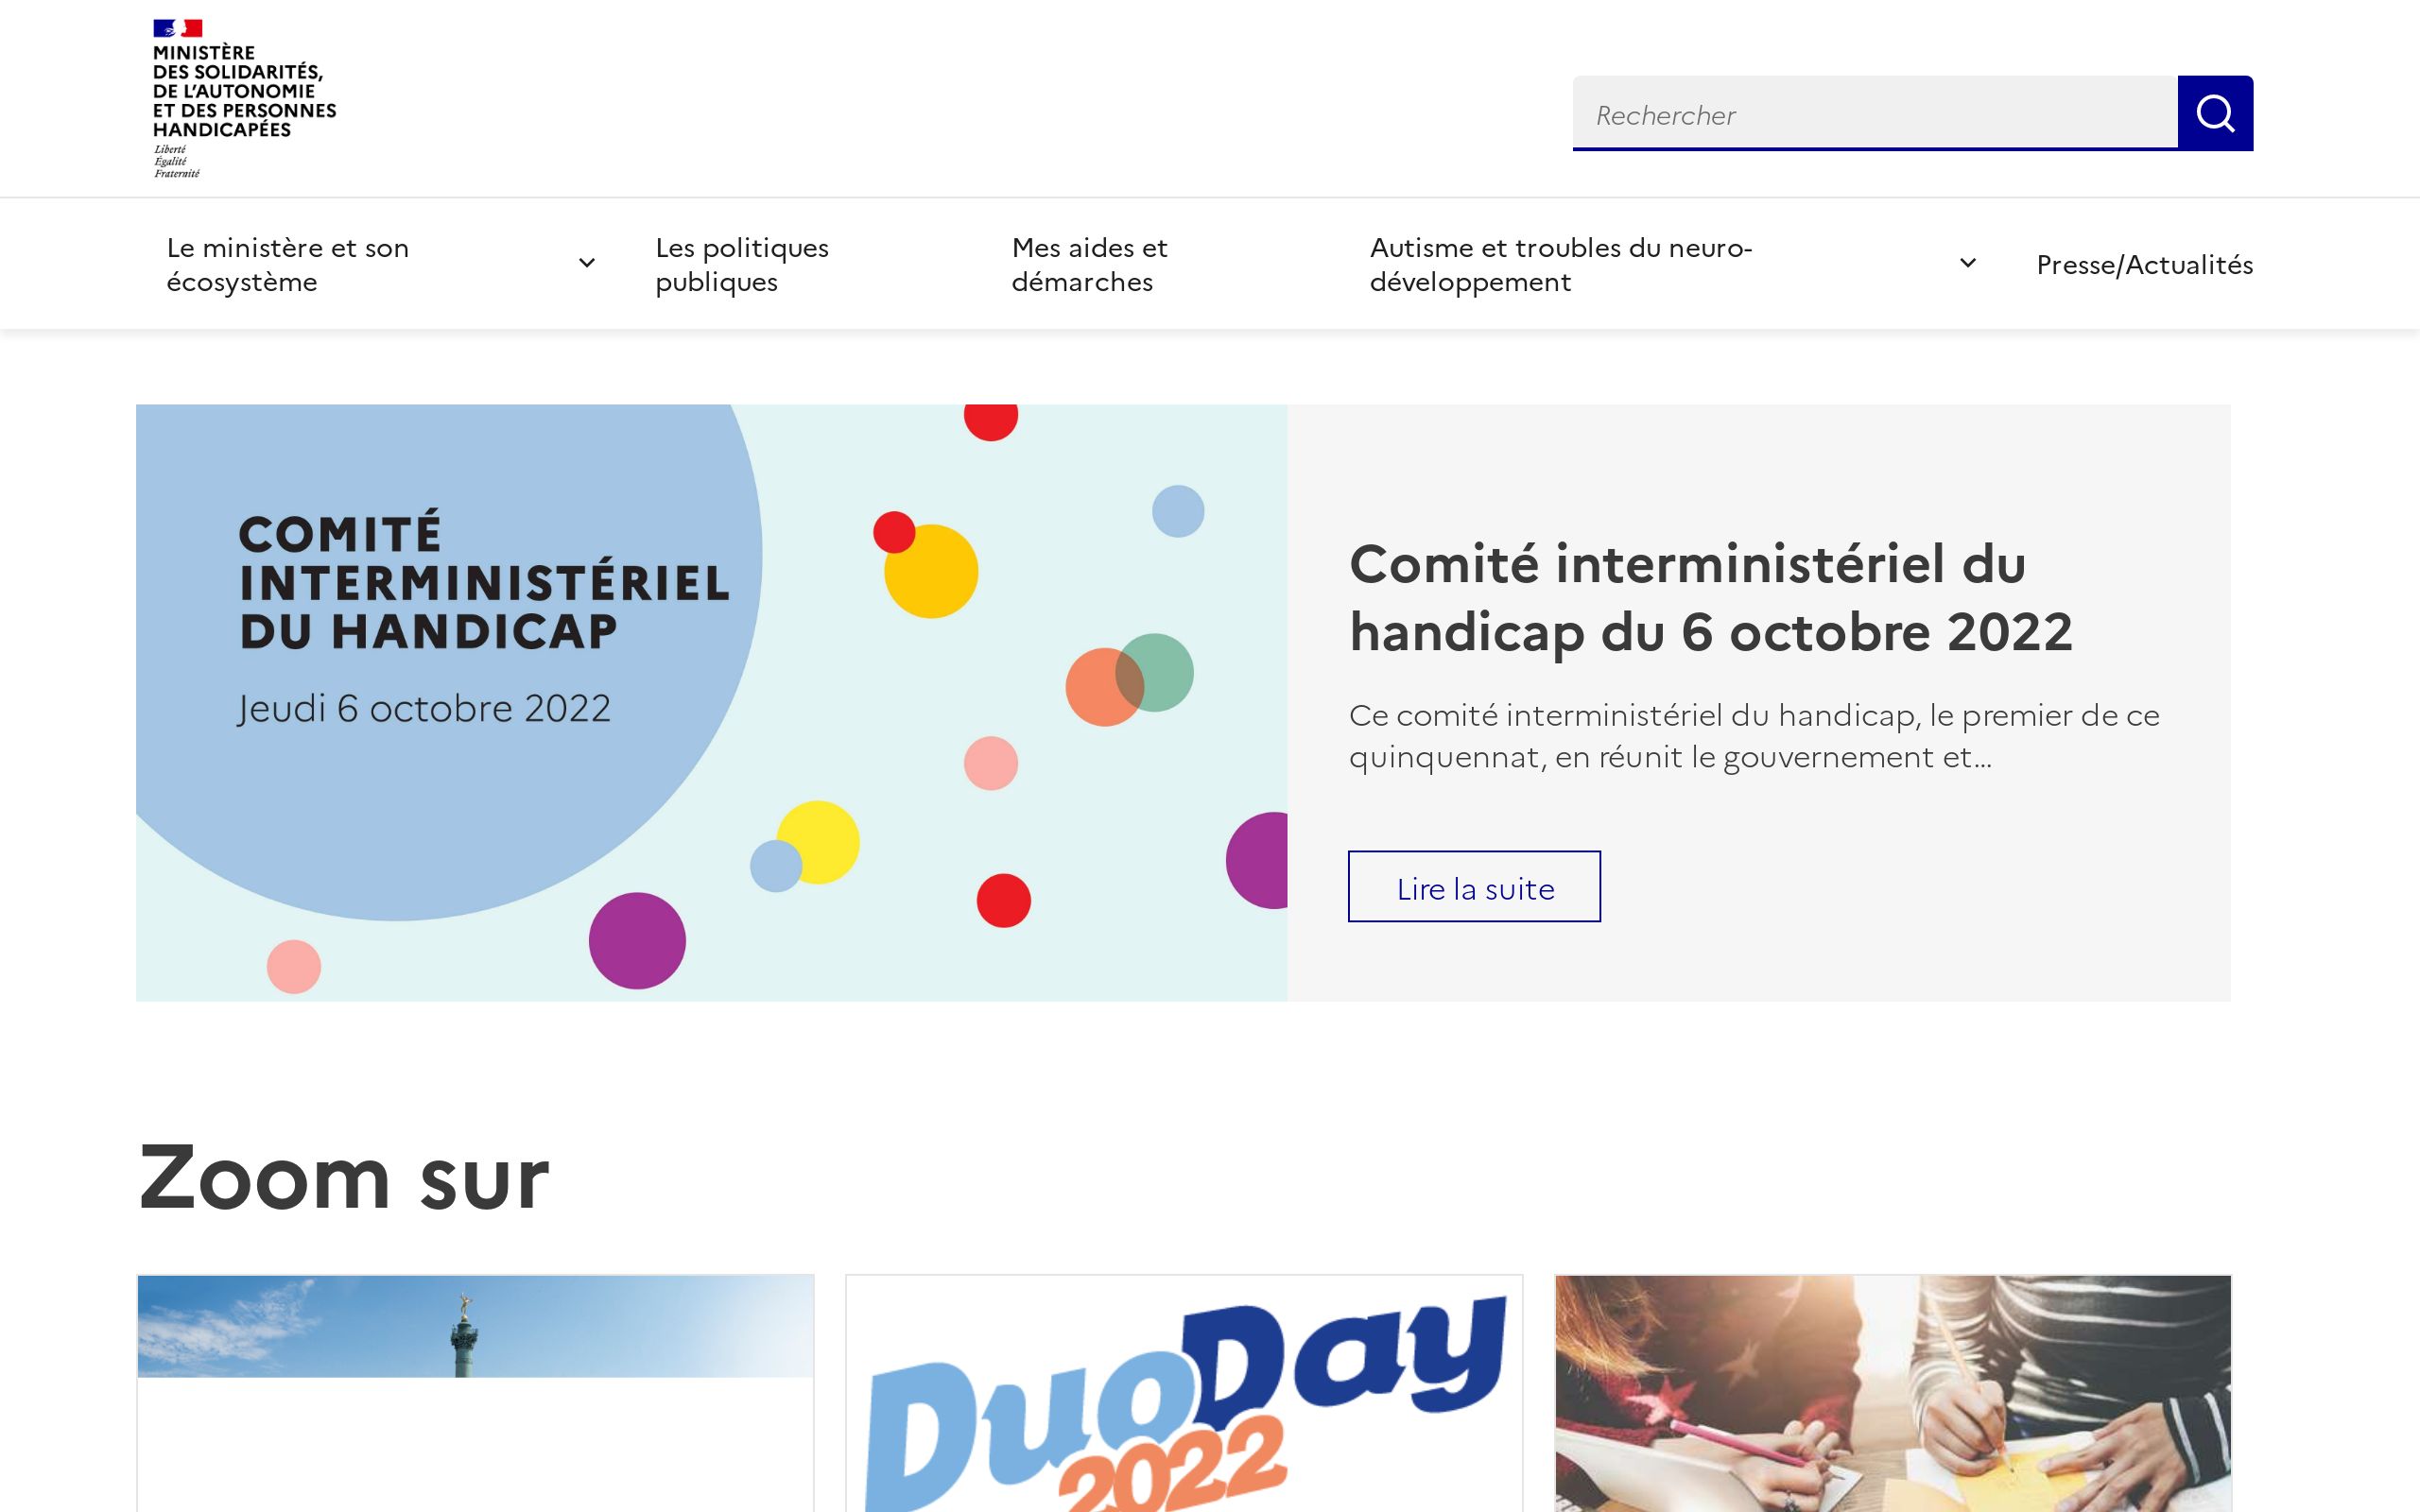 MINISTÈRE
DES SOLIDARITÉS,
DE L'AUTONOMIE
ET DES PERSONNES
HANDICAPÉES
Liberté
Égalité
Fraternité
Rechercher
Le ministère et son
écosystème
Les politiques
publiques
Mes aides et
démarches
Autisme et troubles du neuro-
développement
Presse/Actualités
COMITÉ
INTERMINISTÉRIEL
DU HANDICAP
Jeudi 6 octobre 2022
Comité interministériel du
handicap du 6 octobre 2022
Ce comité interministériel du handicap, le premier de ce
quinquennat, en réunit le gouvernement et...
Lire la suite
Zoom sur
DuoDay
2022